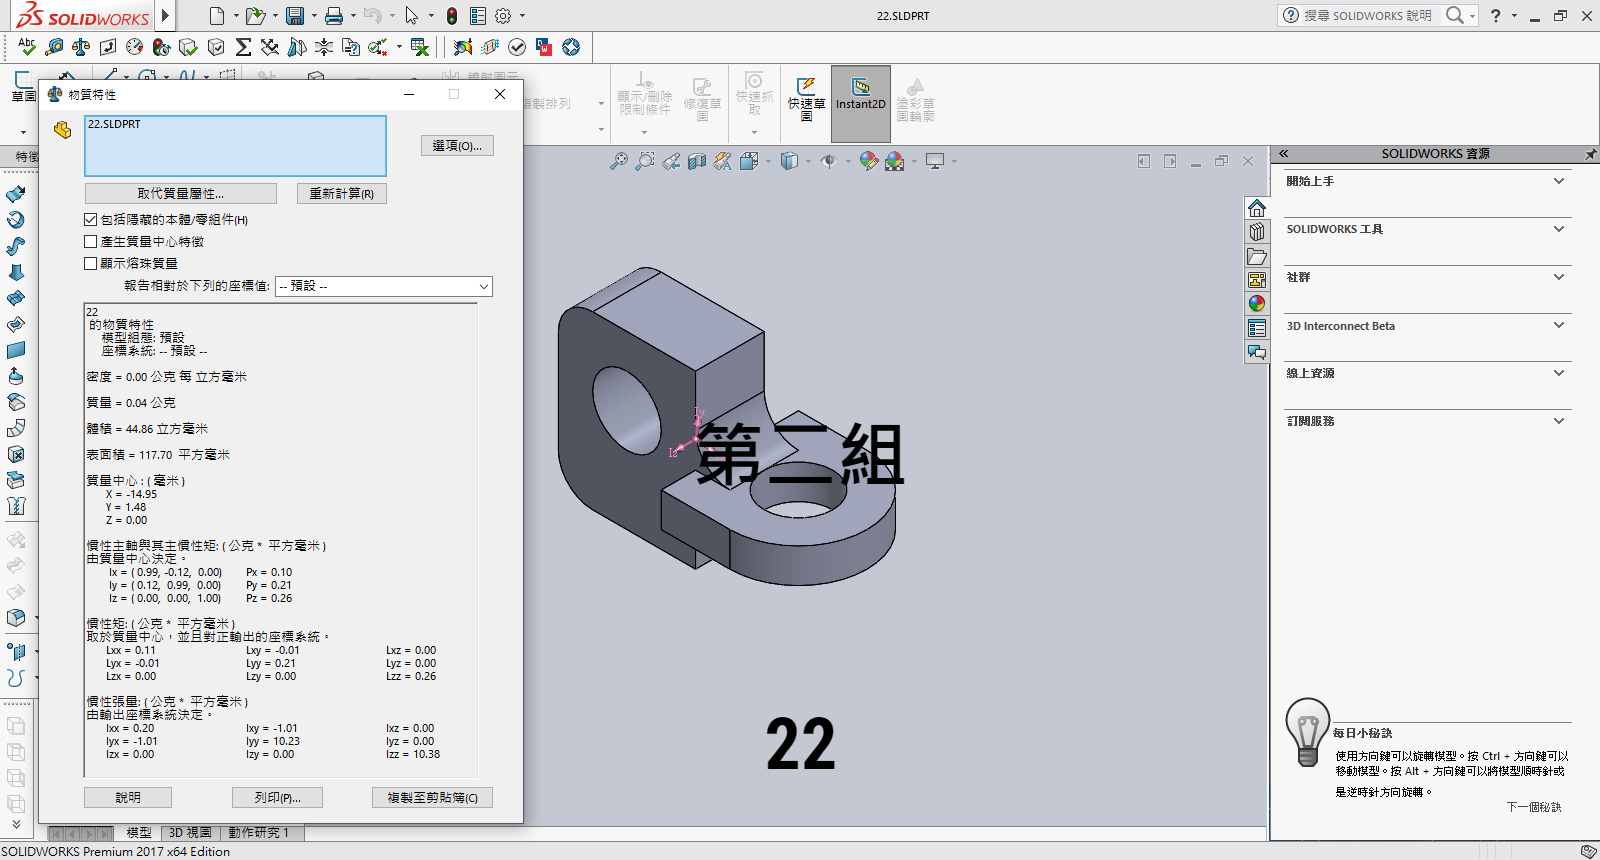 SOLIDWORKS
22.SLDPRT
搜尋 SOLIDWORKS 說明
草圖
鏡射圖元
複製排列
顯示/刪除
限制條件
修復草
圖
快速抓
取
快速草
圖
Instant2D
塗彩草
圖輪廓
特徵
物質特性
22.SLDPRT
選項(O)...
取代質量屬性...
重新計算(R)
包括隱藏的本體/零組件(H)
產生質量中心特徵
顯示熔珠質量
報告相對於下列的座標值:
-- 預設 --
22
的物質特性
模型組態: 預設
座標系統: -- 預設 --
密度 = 0.00 公克 每 立方毫米
質量 = 0.04 公克
體積 = 44.86 立方毫米
表面積 = 117.70 平方毫米
質量中心 : ( 毫米 )
X = -14.95
Y = 1.48
Z = 0.00
慣性主軸與其主慣性矩: ( 公克 * 平方毫米 )
由質量中心決定。
Ix = ( 0.99, -0.12, 0.00) Px = 0.10
Iy = ( 0.12, 0.99, 0.00) Py = 0.21
Iz = ( 0.00, 0.00, 1.00) Pz = 0.26
慣性矩: ( 公克 * 平方毫米 )
取於質量中心，並且對正輸出的座標系統。
Lxx = 0.11 Lxy = -0.01 Lxz = 0.00
Lyx = -0.01 Lyy = 0.21 Lyz = 0.00
Lzx = 0.00 Lzy = 0.00 Lzz = 0.26
慣性張量: ( 公克 * 平方毫米 )
由輸出座標系統決定。
Ixx = 0.20 Ixy = -1.01 Ixz = 0.00
Iyx = -1.01 Iyy = 10.23 Iyz = 0.00
Izx = 0.00 Izy = 0.00 Izz = 10.38
說明
列印(P)...
複製至剪貼簿(C)
Iy
Iz
第二組
22
SOLIDWORKS 資源
開始上手
SOLIDWORKS 工具
社群
3D Interconnect Beta
線上資源
訂閱服務
每日小秘訣
使用方向鍵可以旋轉模型。按 Ctrl + 方向鍵可以
移動模型。按 Alt + 方向鍵可以將模型順時針或
是逆時針方向旋轉。
下一個秘訣
模型
3D 視圖
動作研究 1
SOLIDWORKS Premium 2017 x64 Edition